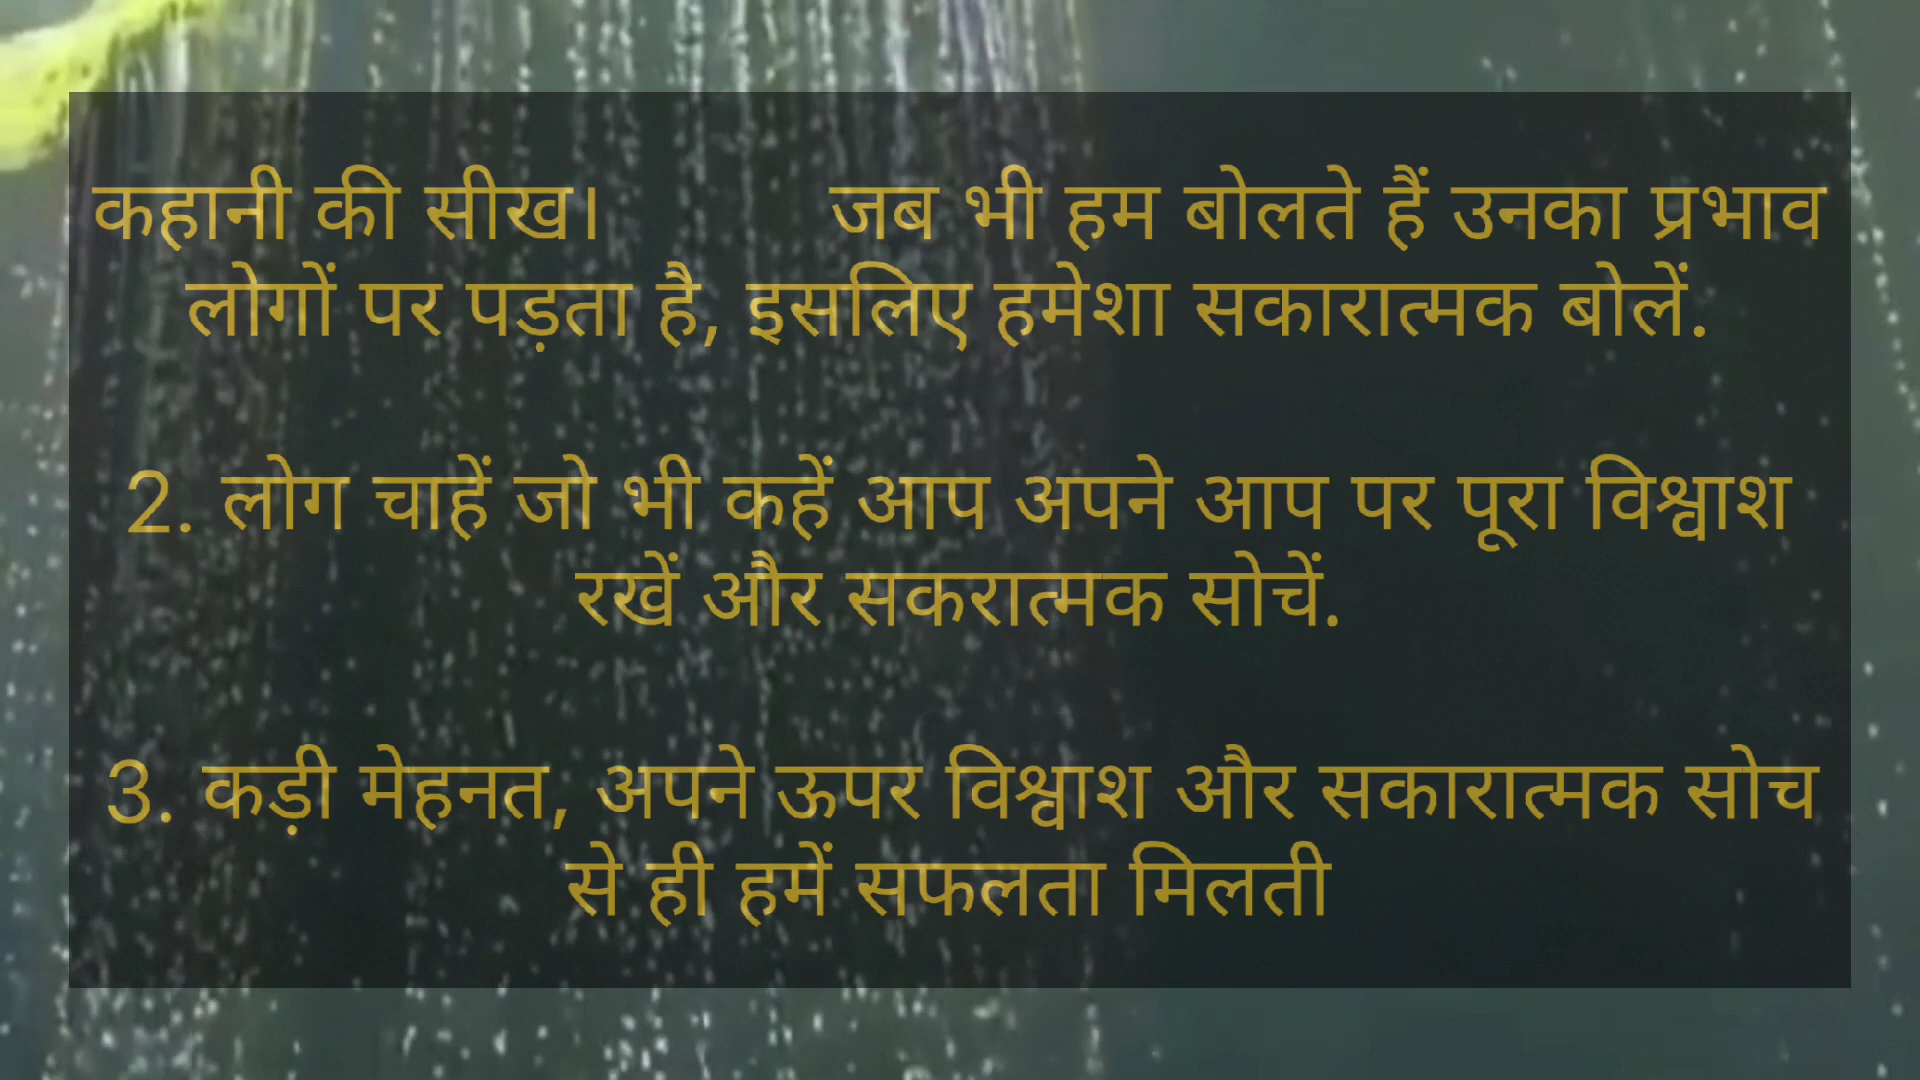 कहानी की सीख। जब भी हम बोलते हैं उनका प्रभाव
लोगों पर पड़ता है, इसलिए हमेशा सकारात्मक बोलें.
2. लोग चाहें जो भी कहें आप अपने आप पर पूरा विश्वाश
रखें और सकरात्मक सोचें.
3. कड़ी मेहनत, अपने ऊपर विश्वाश और सकारात्मक सोच
से ही हमें सफलता मिलती